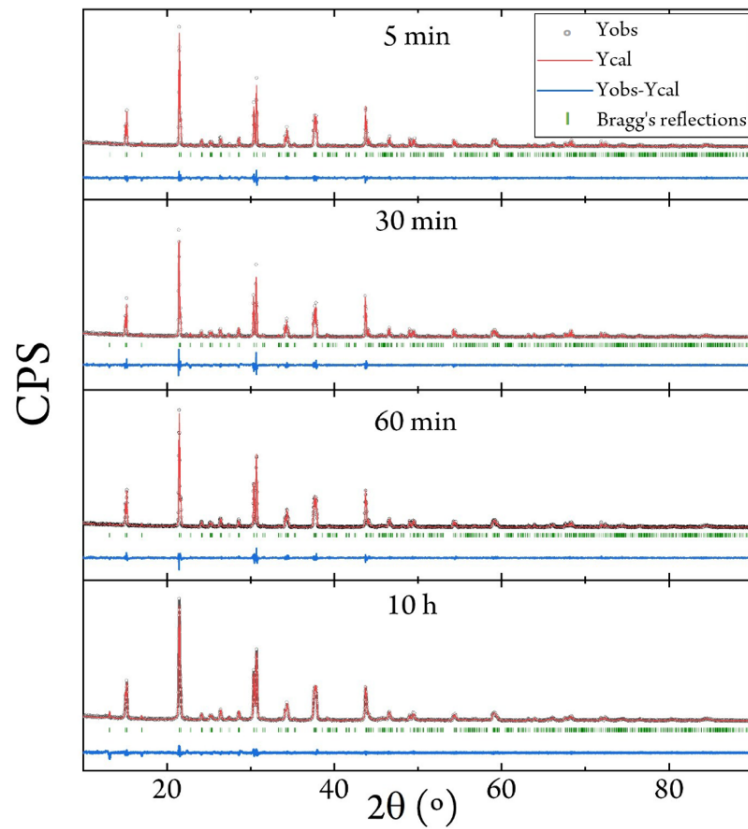 5 min
Yobs
Ycal
Yobs-Ycal
Bragg's reflections
30 min
60 min
10 h
CPS
20 40 60 80
2θ (º)